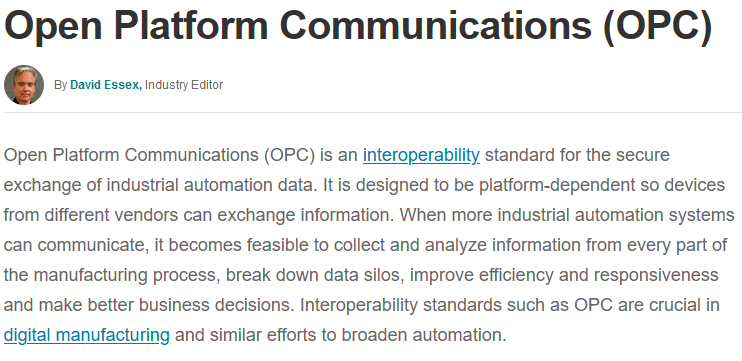 Open Platform Communications (OPC)
By David Essex, Industry Editor
Open Platform Communications (OPC) is an interoperability standard for the secure
exchange of industrial automation data. It is designed to be platform-dependent so devices
from different vendors can exchange information. When more industrial automation systems
can communicate, it becomes feasible to collect and analyze information from every part of
the manufacturing process, break down data silos, improve efficiency and responsiveness
and make better business decisions. Interoperability standards such as OPC are crucial in
digital manufacturing and similar efforts to broaden automation.